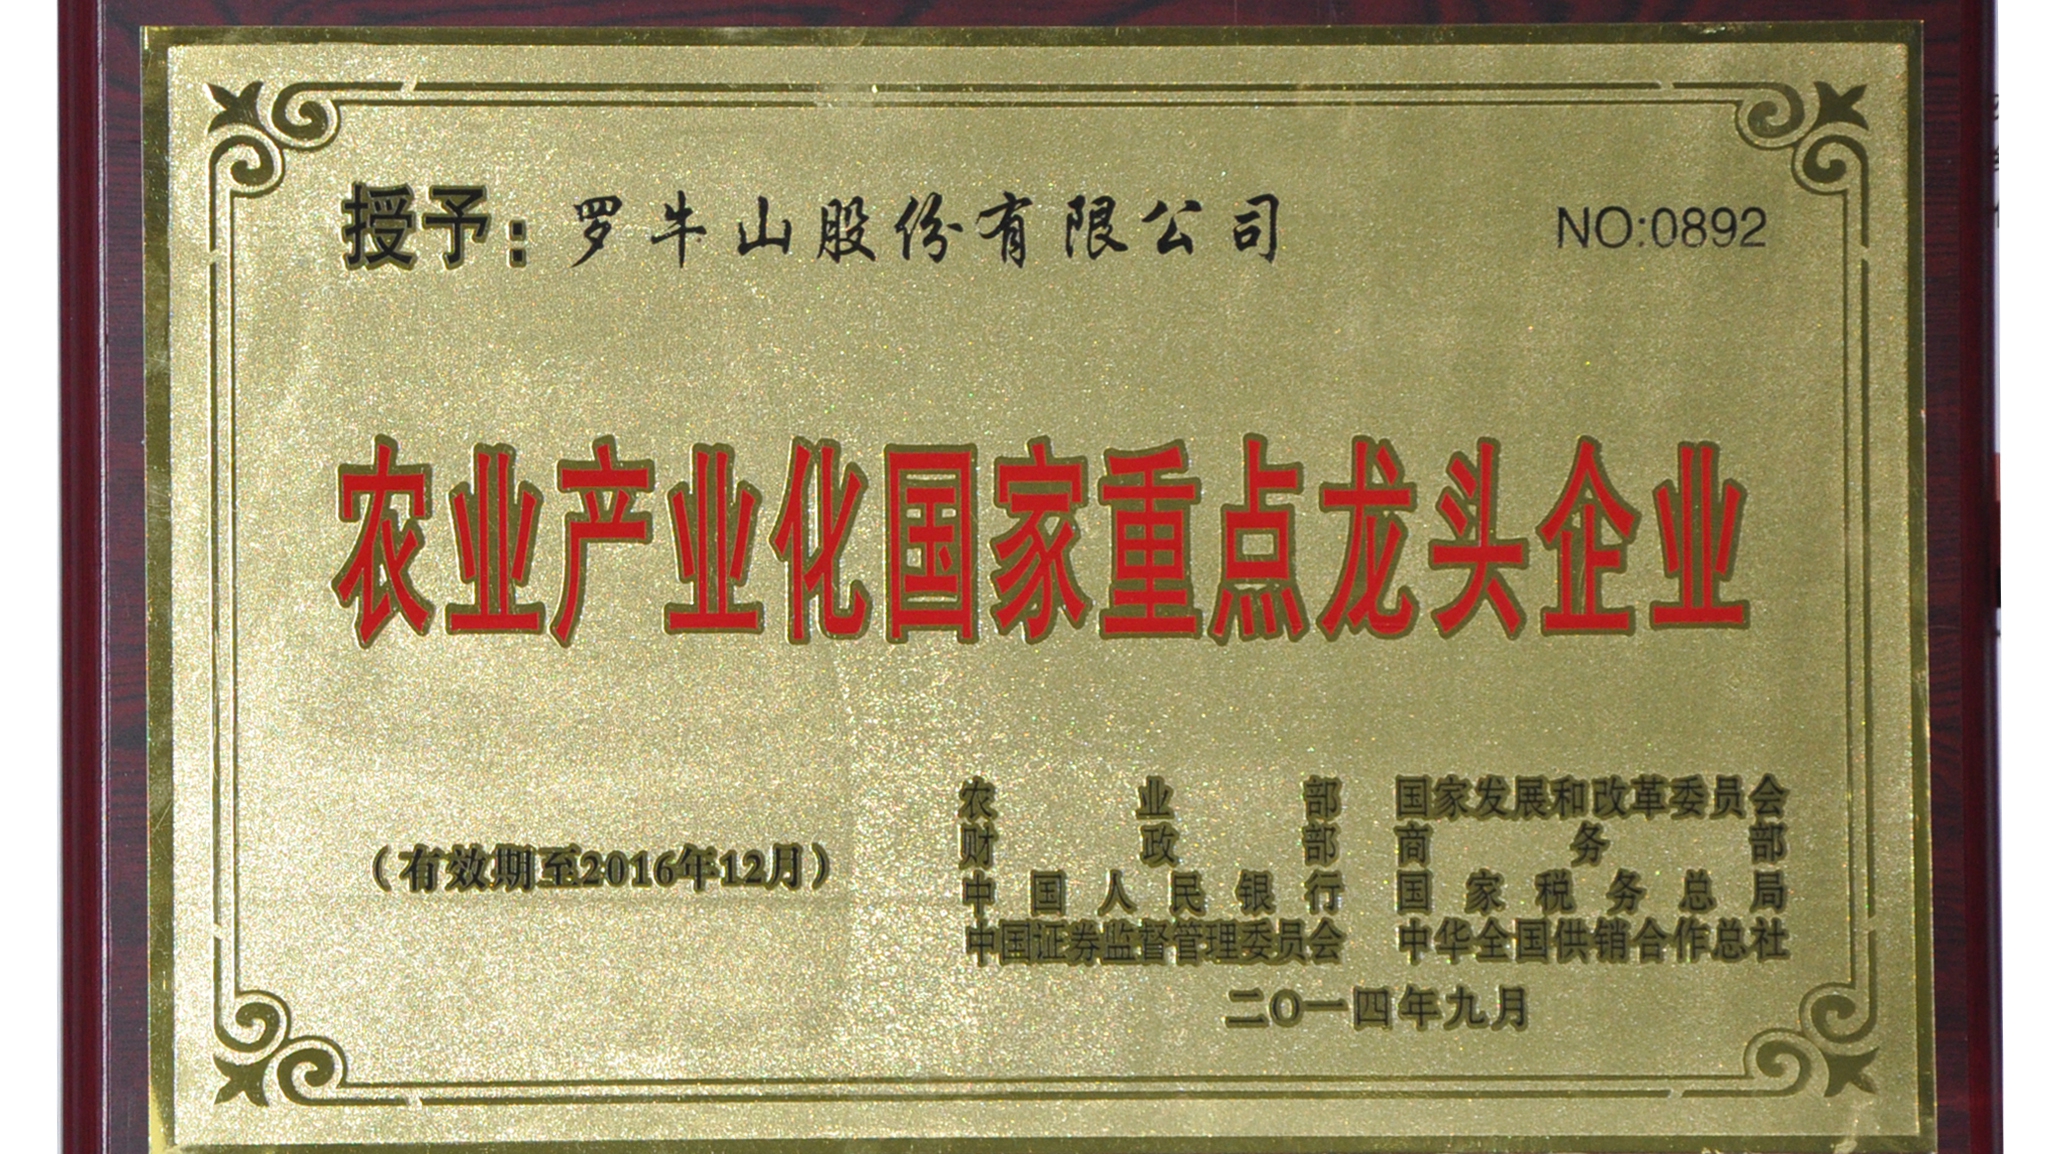 授予：罗牛山股份有限公司 NO:0892
农业产业化国家重点龙头企业
（有效期至2016年12月）
农业部 国家发展和改革委员会
财政部 商务部
中国人民银行 国家税务总局
中国证券监督管理委员会 中华全国供销合作总社
二〇一四年九月